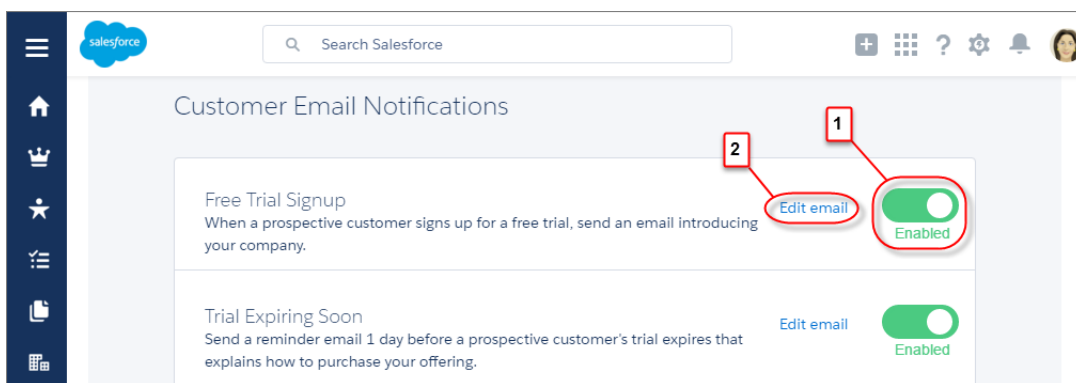 salesforce
Search Salesforce
Customer Email Notifications
1
2
Free Trial Signup
When a prospective customer signs up for a free trial, send an email introducing
your company.
Edit email
Enabled
Trial Expiring Soon
Send a reminder email 1 day before a prospective customer's trial expires that
explains how to purchase your offering.
Edit email
Enabled